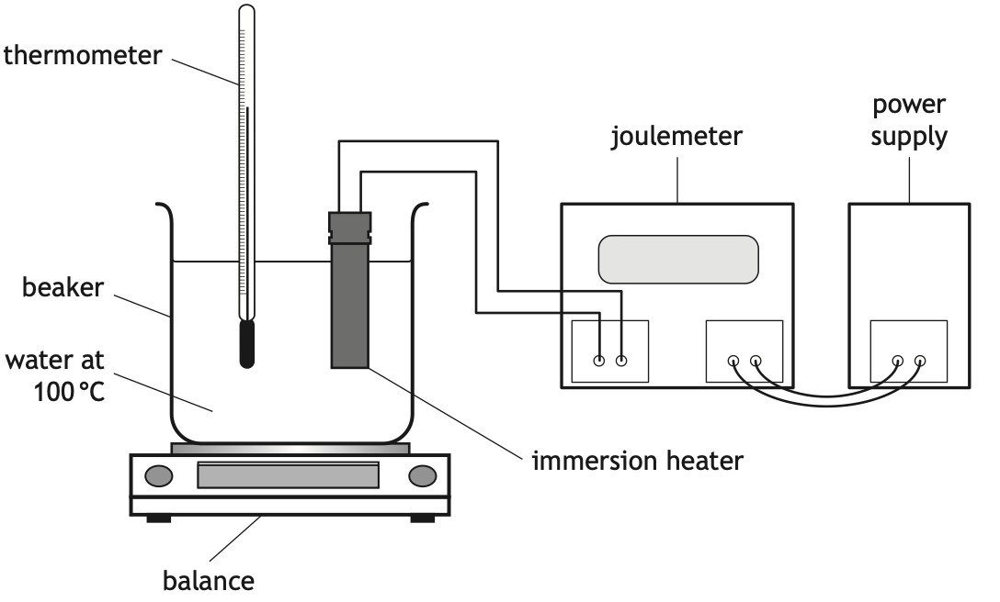 thermometer
power
supply
joulemeter
beaker
water at
100 °C
immersion heater
balance